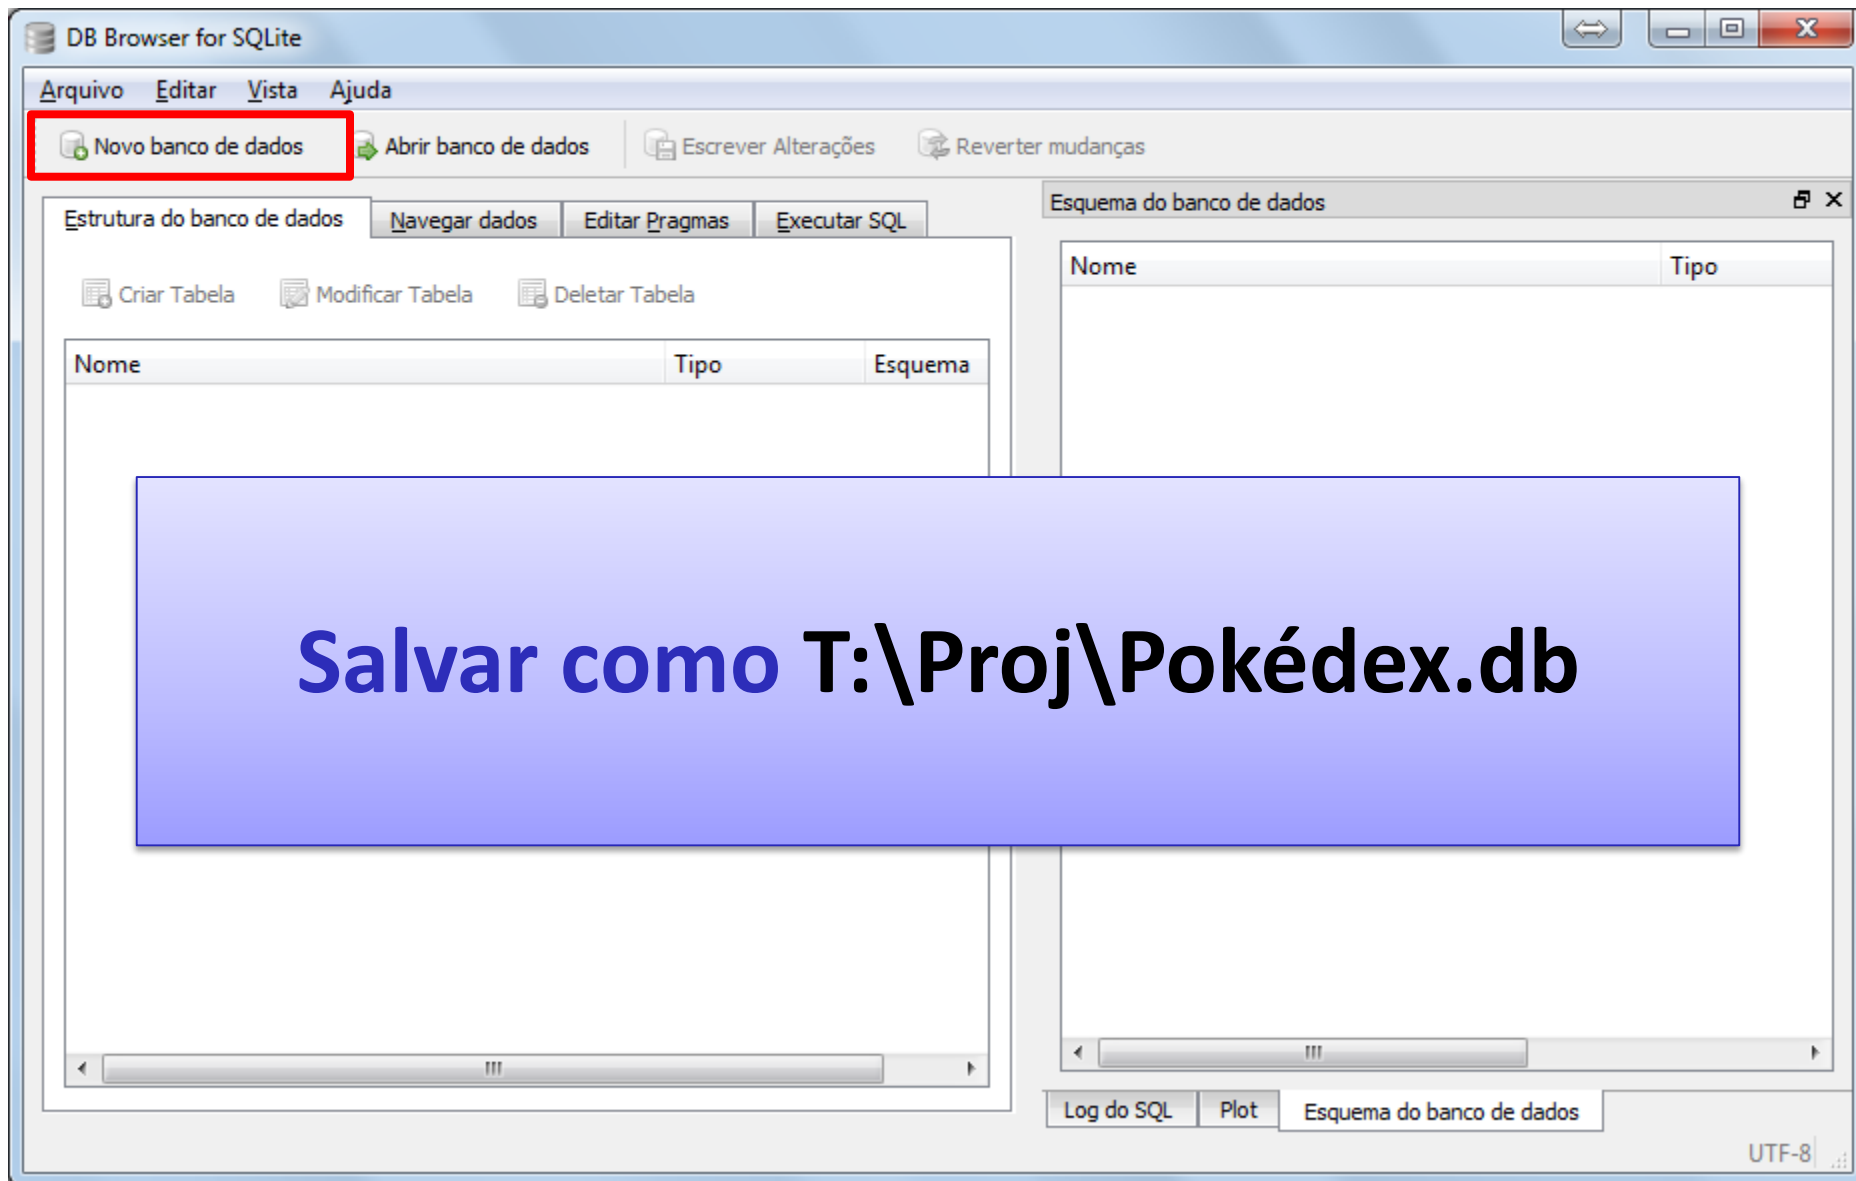 DB Browser for SQLite
Arquivo Editar Vista Ajuda
Novo banco de dados Abrir banco de dados Escrever Alterações Reverter mudanças
Estrutura do banco de dados Navegar dados Editar Pragmas Executar SQL
Criar Tabela Modificar Tabela Deletar Tabela
Nome Tipo Esquema
Esquema do banco de dados
Nome Tipo
Salvar como T:\Proj\Pokédex.db
Log do SQL Plot Esquema do banco de dados
UTF-8